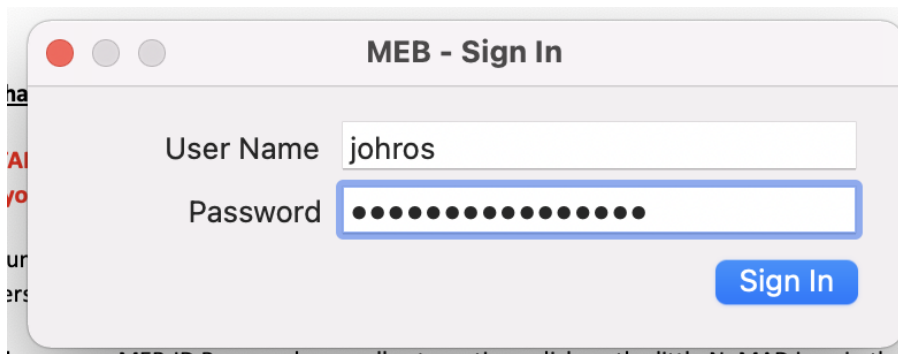 MEB - Sign In
User Name johros
Password ●●●●●●●●●●●●●●●●
Sign In